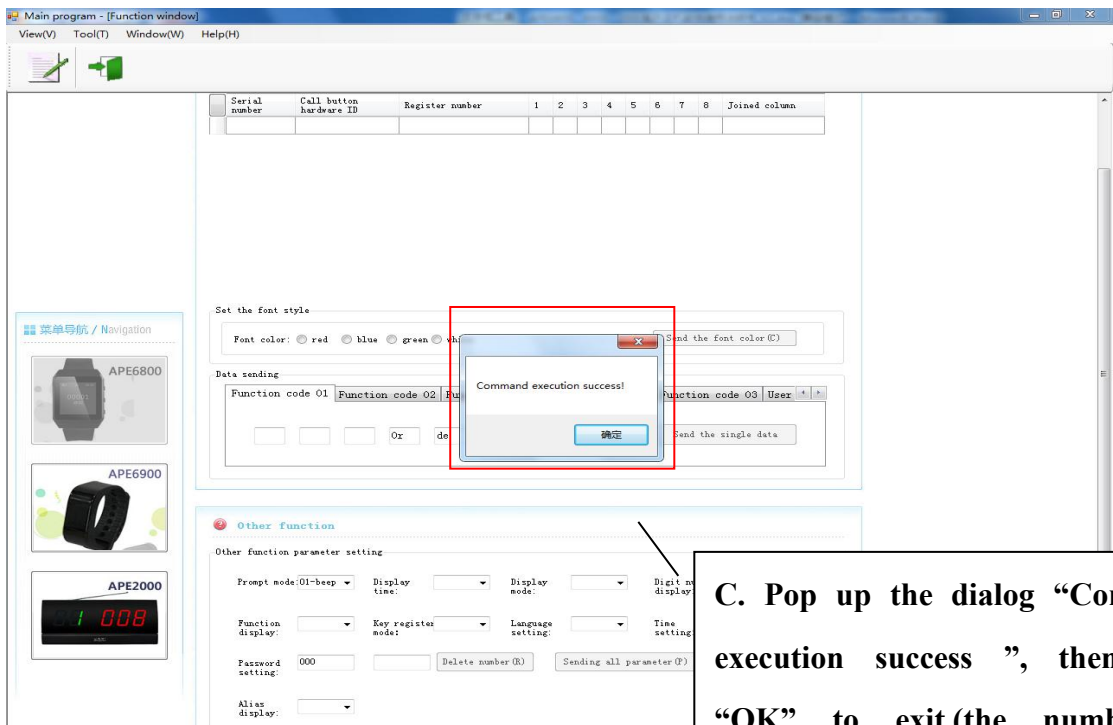 Main program - [Function window]
View(V) Tool(T) Window(W) Help(H)
Serial number Call button hardware ID Register number 1 2 3 4 5 6 7 8 Joined column
Set the font style
Font color: red blue green Send the font color(C)
菜单导航 / Navigation
APE6800
Data sending
Function code 01 Function code 02 Function code 03 User
Command execution success!
确定
Or Send the single data
APE6900
Other function
Other function parameter setting
Prompt mode: 01-beep Display time: Display mode:
APE2000
1 008
Function display: Key register mode: Language setting: Time setting:
Password setting: 000 Delete number(R) Sending all parameter(P)
Alias display:
C. Pop up the dialog “
execution success ”, then
“OK” to exit.(the